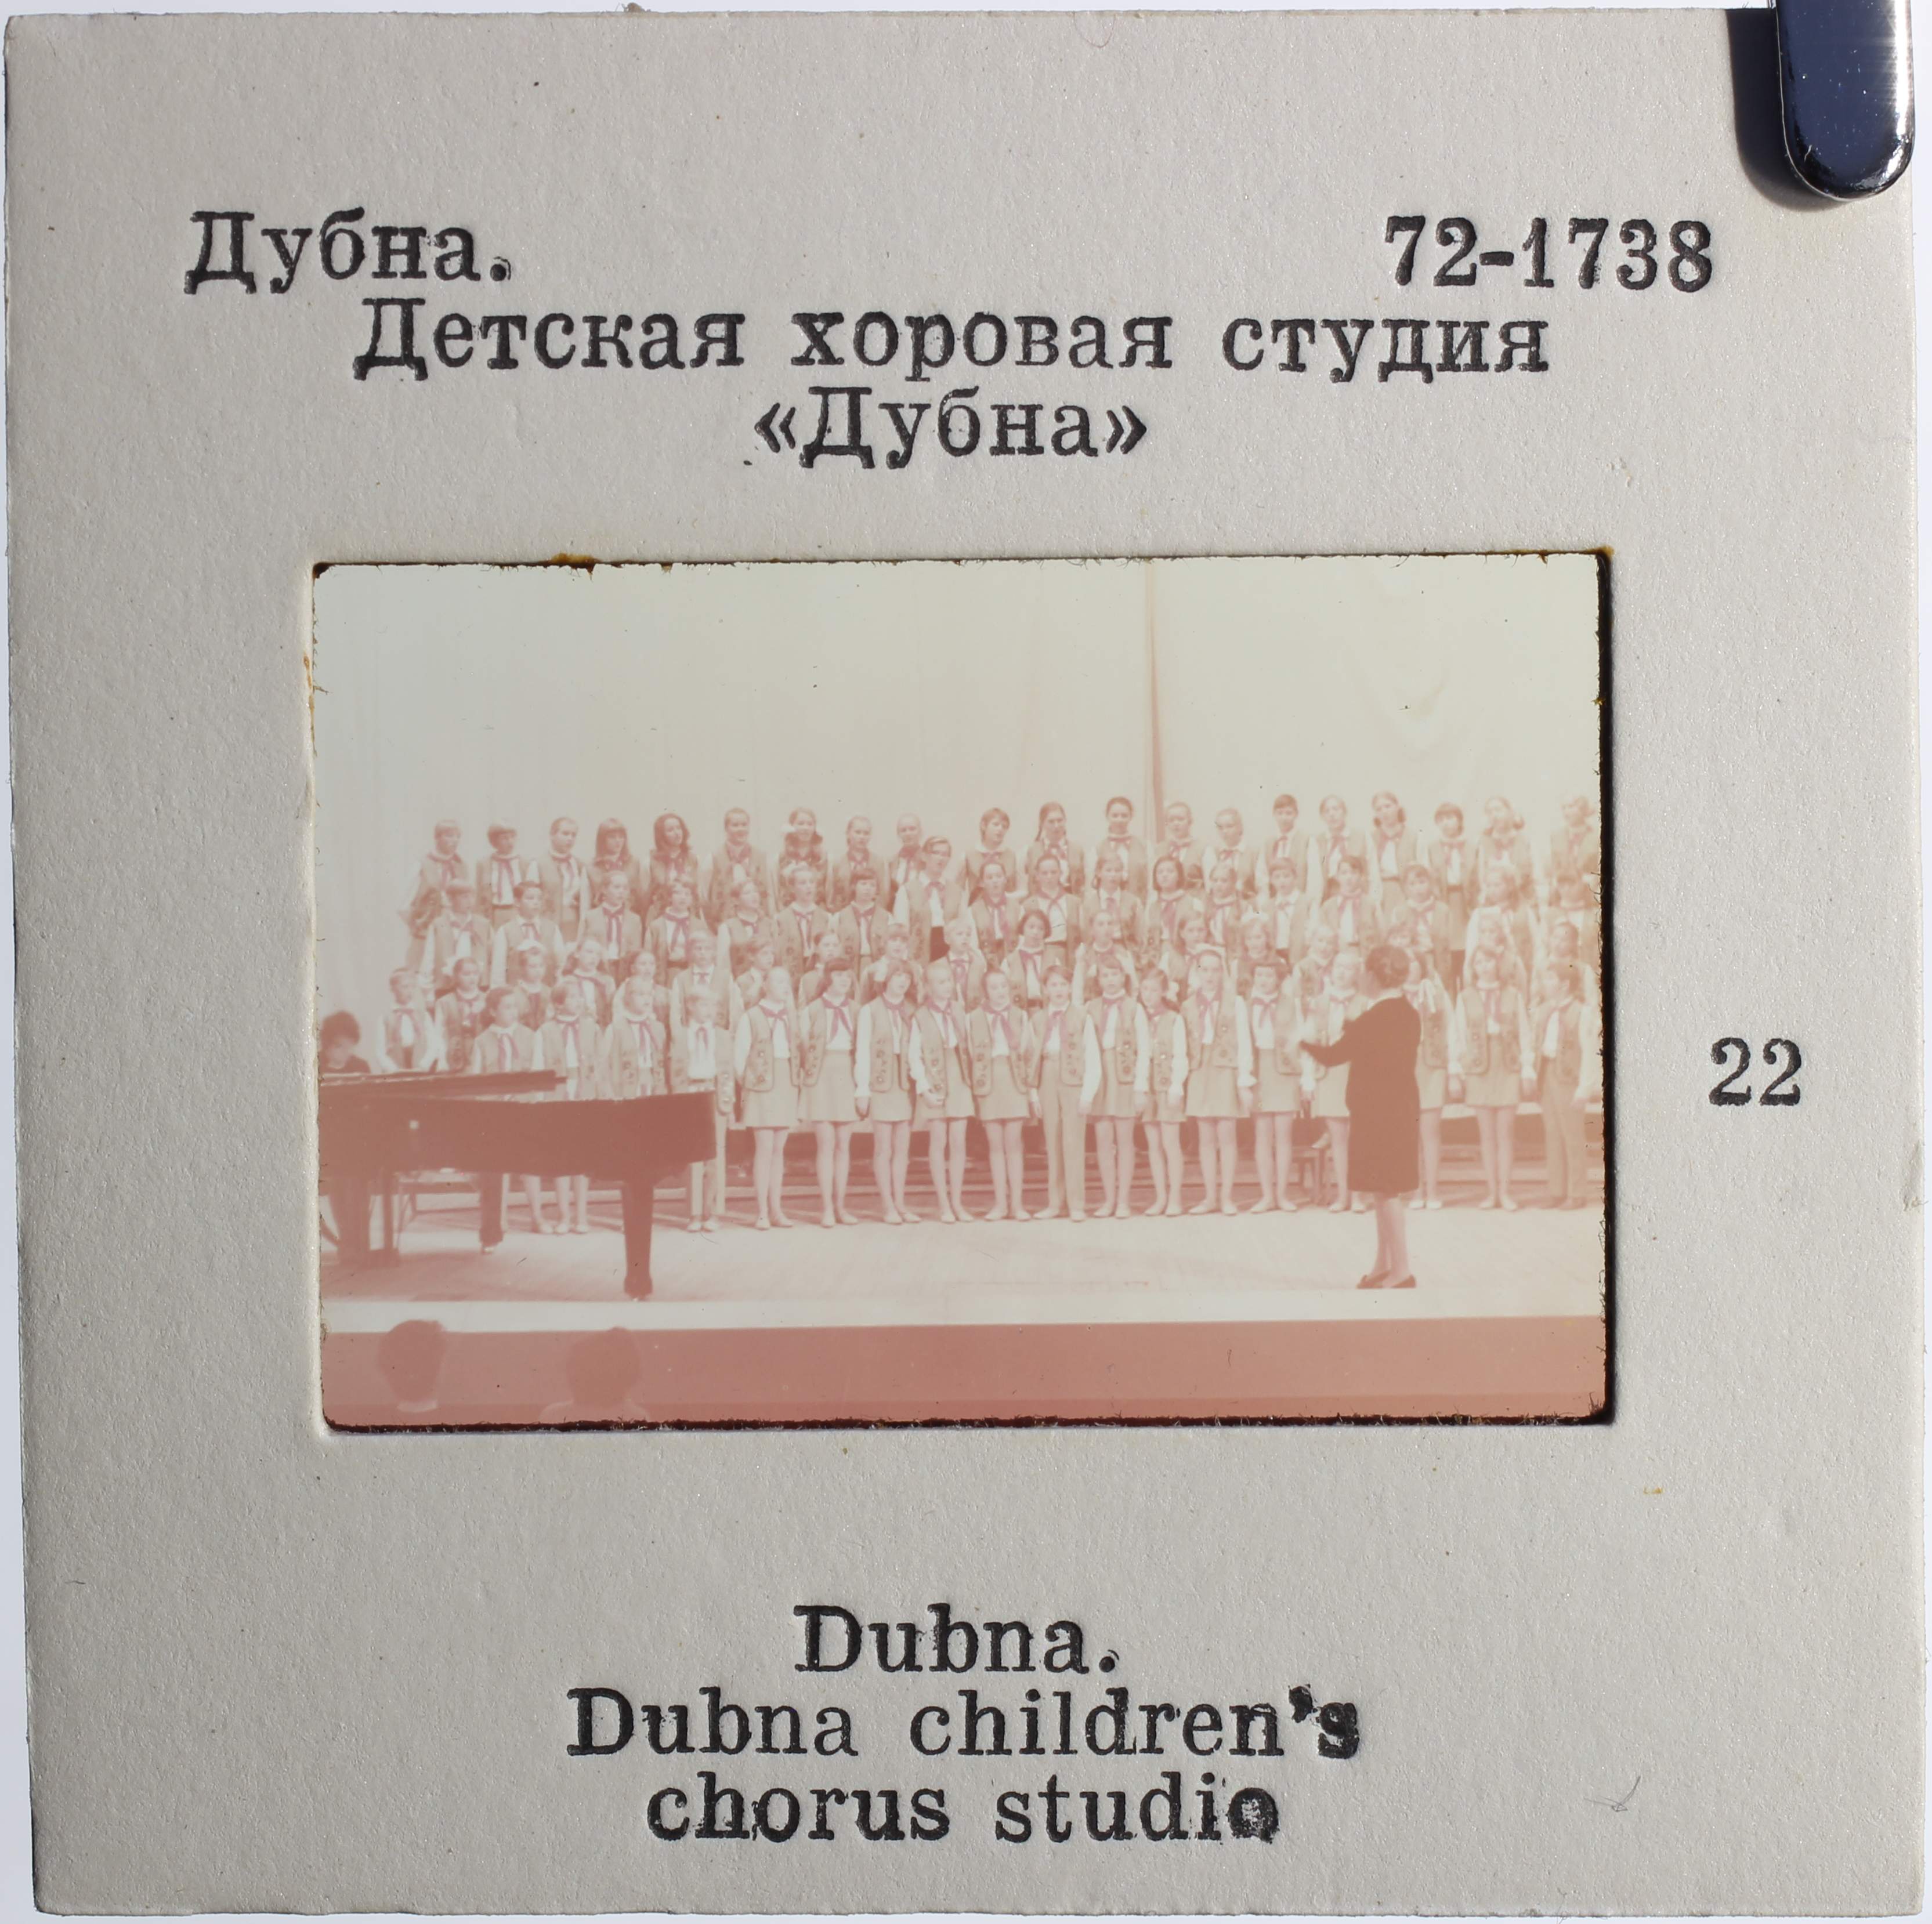 Дубна. 72-1738
Детская хоровая студия
«Дубна»
22
Dubna.
Dubna children's
chorus studio